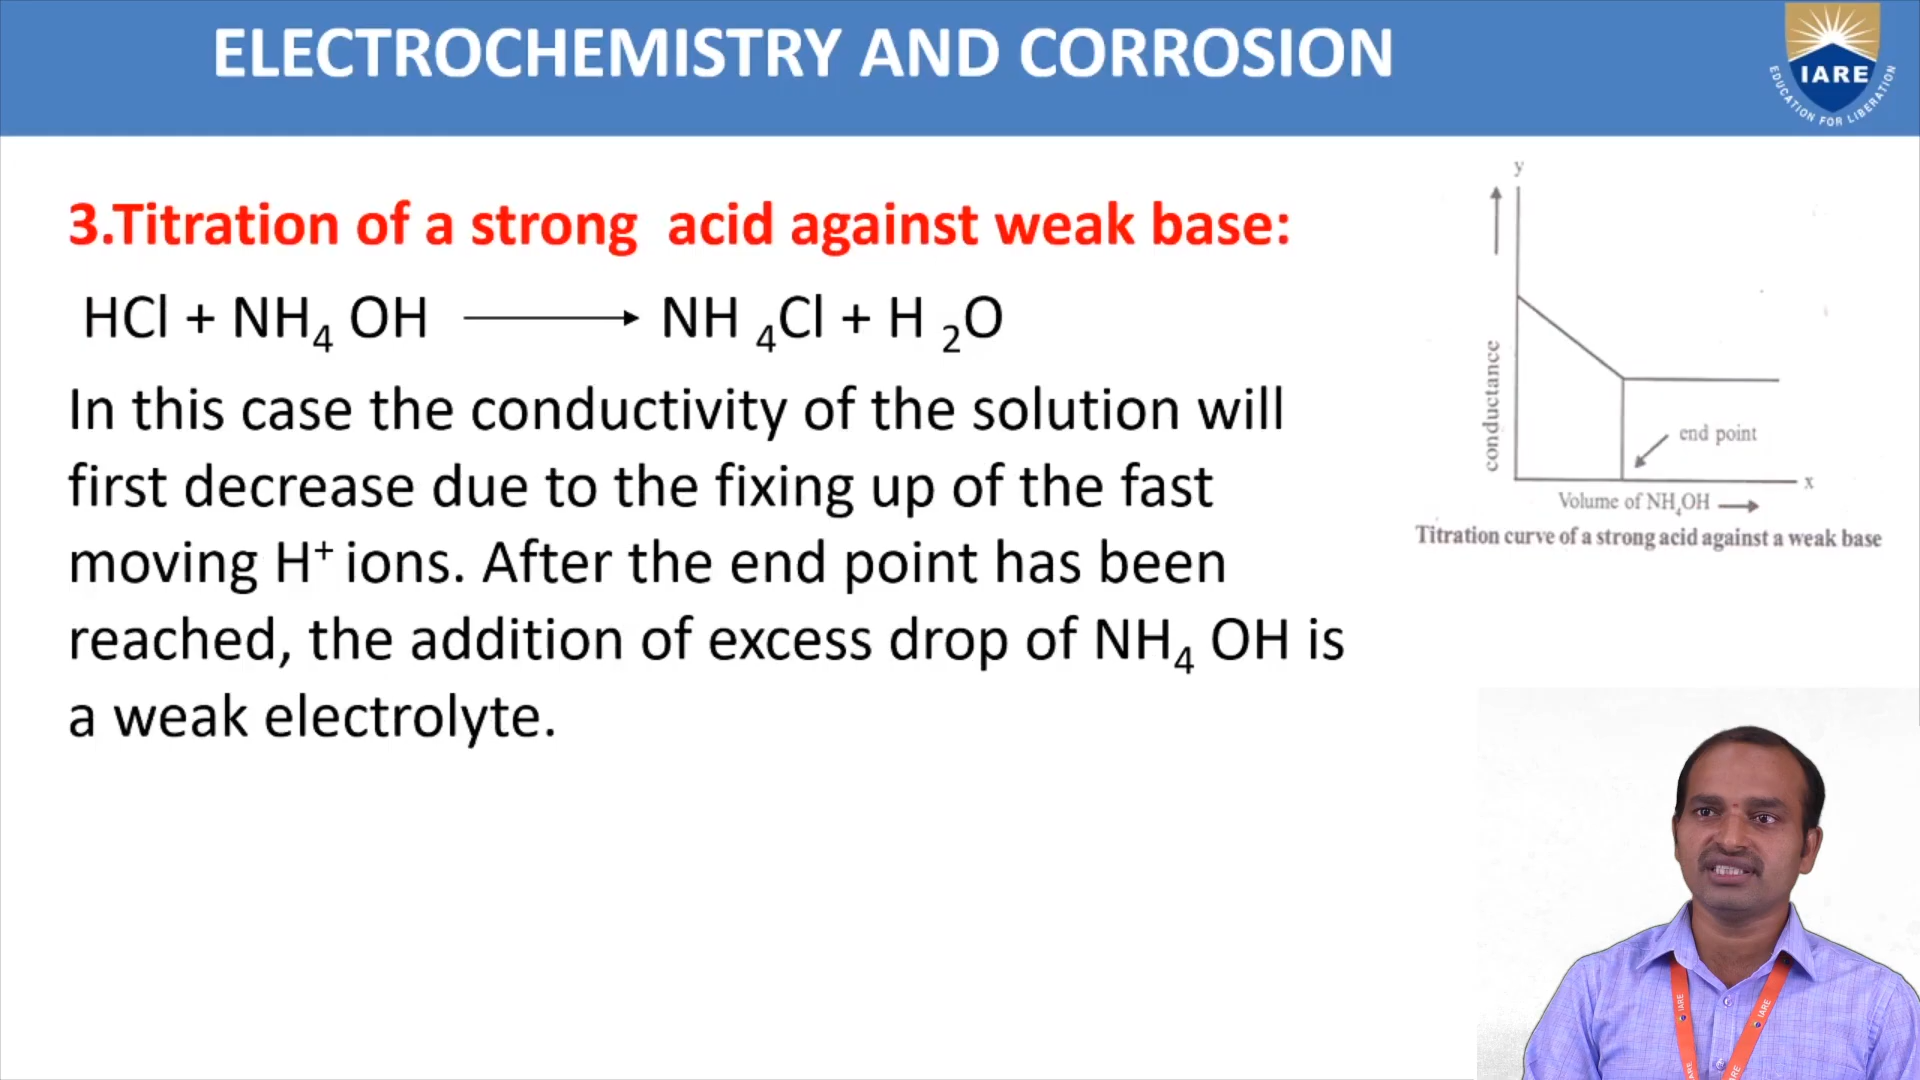 ELECTROCHEMISTRY AND CORROSION
IARE
EDUCATION FOR LIBERATION
3.Titration of a strong  acid against weak base:
HCl + NH₄ OH ⟶ NH ₄Cl + H ₂O
In this case the conductivity of the solution will
first decrease due to the fixing up of the fast
moving H⁺ ions. After the end point has been
reached, the addition of excess drop of NH₄ OH is
a weak electrolyte.
y
conductance
end point
x
Volume of NH₄OH ⟶
Titration curve of a strong acid against a weak base
IARE
IARE
IARE
IARE